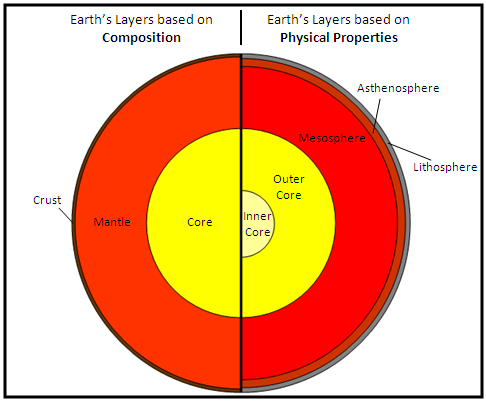 Earth's Layers based on
Composition
Earth's Layers based on
Physical Properties
Asthenosphere
Mesosphere
Lithosphere
Outer
Core
Crust
Mantle
Core
Inner
Core